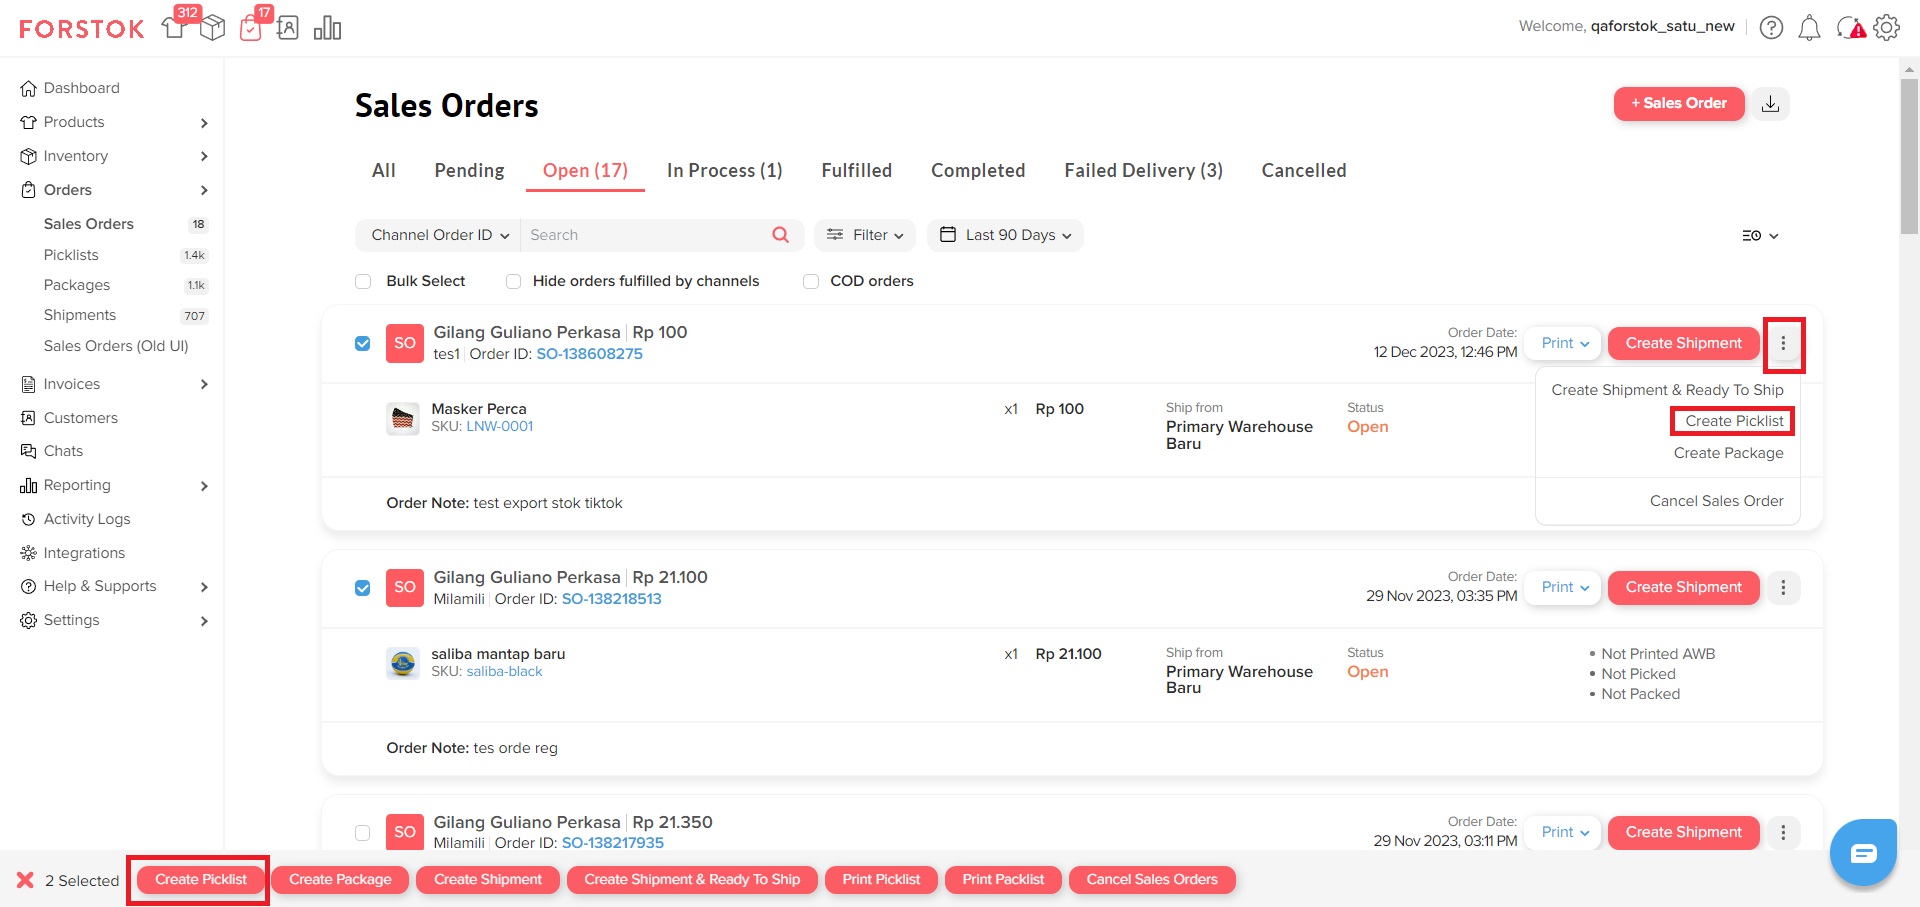 FORSTOK
312
17
Welcome, qaforstok_satu_new
Dashboard
Products
Inventory
Orders
Sales Orders 18
Picklists 1.4k
Packages 1.1k
Shipments 707
Sales Orders (Old UI)
Invoices
Customers
Chats
Reporting
Activity Logs
Integrations
Help & Supports
Settings
Sales Orders
+ Sales Order
All Pending Open (17) In Process (1) Fulfilled Completed Failed Delivery (3) Cancelled
Channel Order ID Search Filter Last 90 Days
Bulk Select Hide orders fulfilled by channels COD orders
SO
Gilang Guliano Perkasa Rp 100
tes1 Order ID: SO-138608275
Order Date:
12 Dec 2023, 12:46 PM
Print Create Shipment
Create Shipment & Ready To Ship
Create Picklist
Create Package
Cancel Sales Order
Masker Perca
SKU: LNW-0001
x1 Rp 100
Ship from
Primary Warehouse
Baru
Status
Open
Order Note: test export stok tiktok
SO
Gilang Guliano Perkasa Rp 21.100
Milamili Order ID: SO-138218513
Order Date:
29 Nov 2023, 03:35 PM
Print Create Shipment
saliba mantap baru
SKU: saliba-black
x1 Rp 21.100
Ship from
Primary Warehouse
Baru
Status
Open
• Not Printed AWB
• Not Picked
• Not Packed
Order Note: tes orde reg
SO
Gilang Guliano Perkasa Rp 21.350
Milamili Order ID: SO-138217935
Order Date:
29 Nov 2023, 03:11 PM
Print Create Shipment
2 Selected Create Picklist Create Package Create Shipment Create Shipment & Ready To Ship Print Picklist Print Packlist Cancel Sales Orders